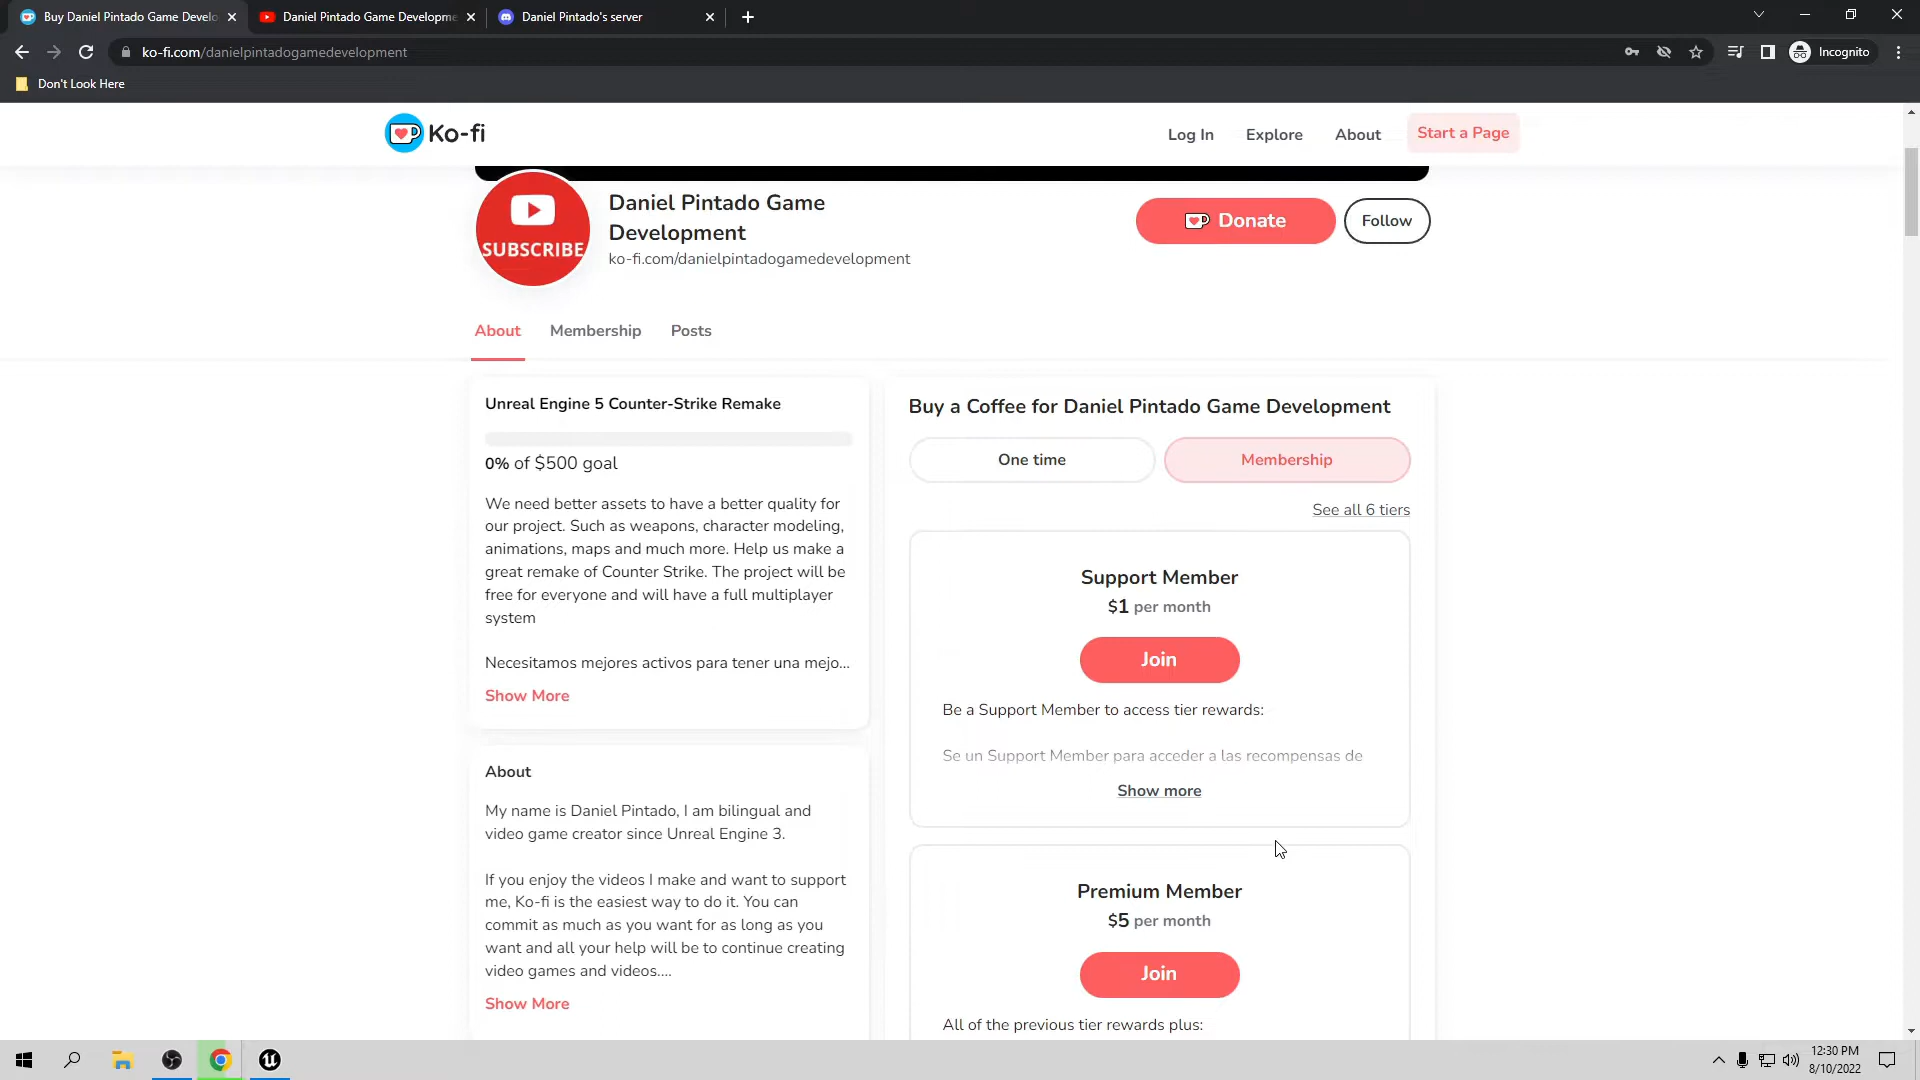 Buy Daniel Pintado Game Develo
Daniel Pintado Game Developme
Daniel Pintado's server
ko-fi.com/danielpintadogamedevelopment
Incognito
Don't Look Here
Ko-fi
Log In
Explore
About
Start a Page
SUBSCRIBE
Daniel Pintado Game
Development
ko-fi.com/danielpintadogamedevelopment
Donate
Follow
About
Membership
Posts
Unreal Engine 5 Counter-Strike Remake
0% of $500 goal
We need better assets to have a better quality for
our project. Such as weapons, character modeling,
animations, maps and much more. Help us make a
great remake of Counter Strike. The project will be
free for everyone and will have a full multiplayer
system
Necesitamos mejores activos para tener una mejo...
Show More
About
My name is Daniel Pintado, I am bilingual and
video game creator since Unreal Engine 3.
If you enjoy the videos I make and want to support
me, Ko-fi is the easiest way to do it. You can
commit as much as you want for as long as you
want and all your help will be to continue creating
video games and videos....
Show More
Buy a Coffee for Daniel Pintado Game Development
One time
Membership
See all 6 tiers
Support Member
$1 per month
Join
Be a Support Member to access tier rewards:
Se un Support Member para acceder a las recompensas de
Show more
Premium Member
$5 per month
Join
All of the previous tier rewards plus:
12:30 PM
8/10/2022